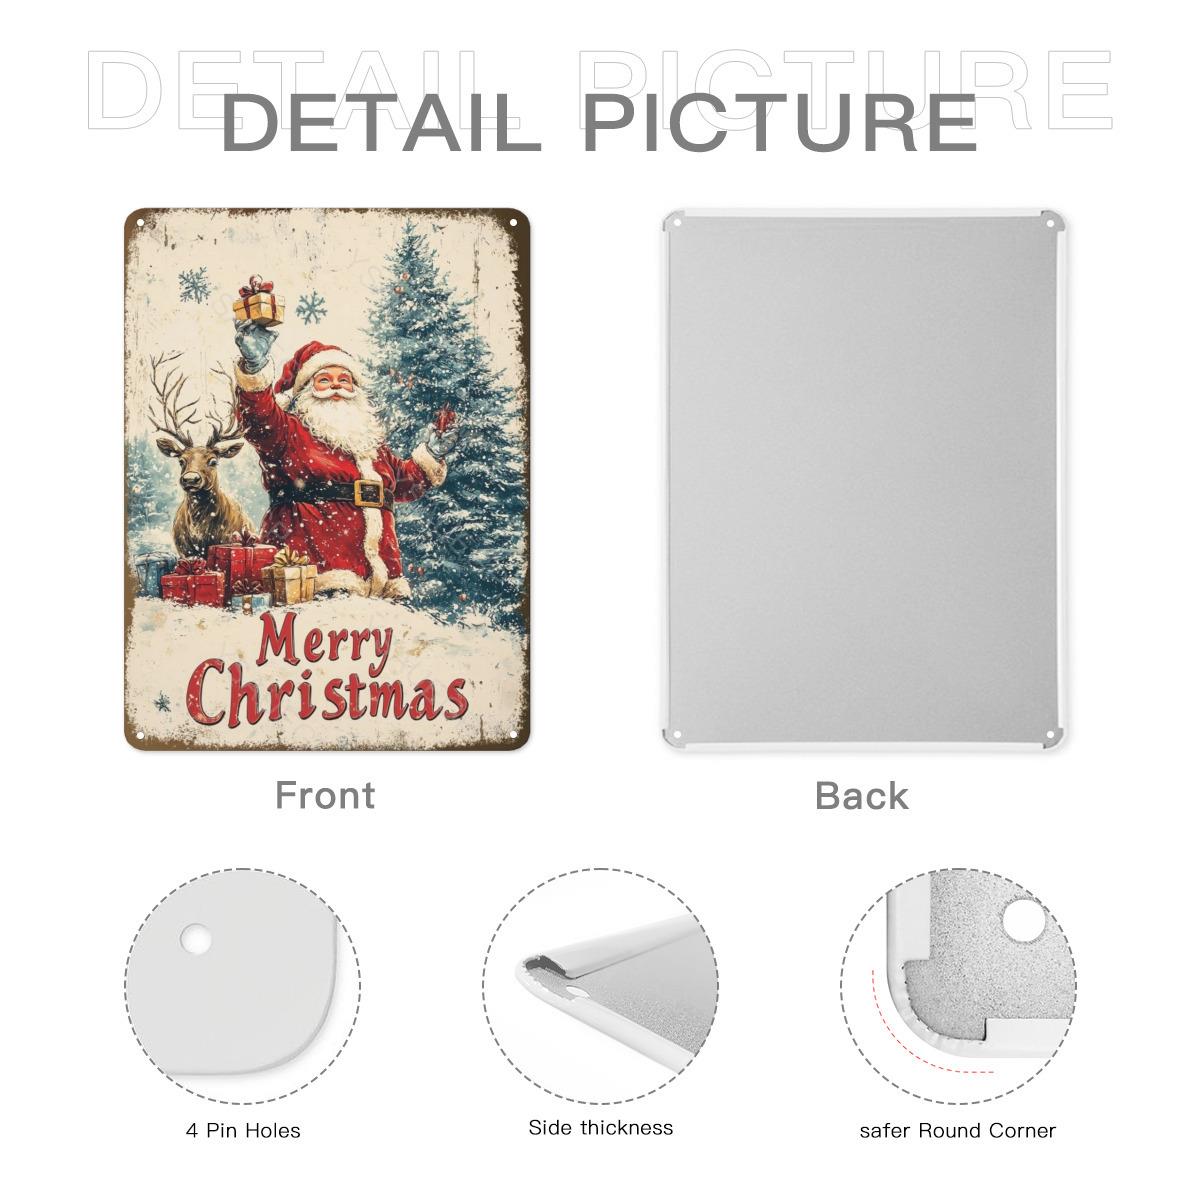 DETAIL PICTURE
DETAIL PICTURE
Merry
Christmas
Front
Back
4 Pin Holes
Side thickness
safer Round Corner